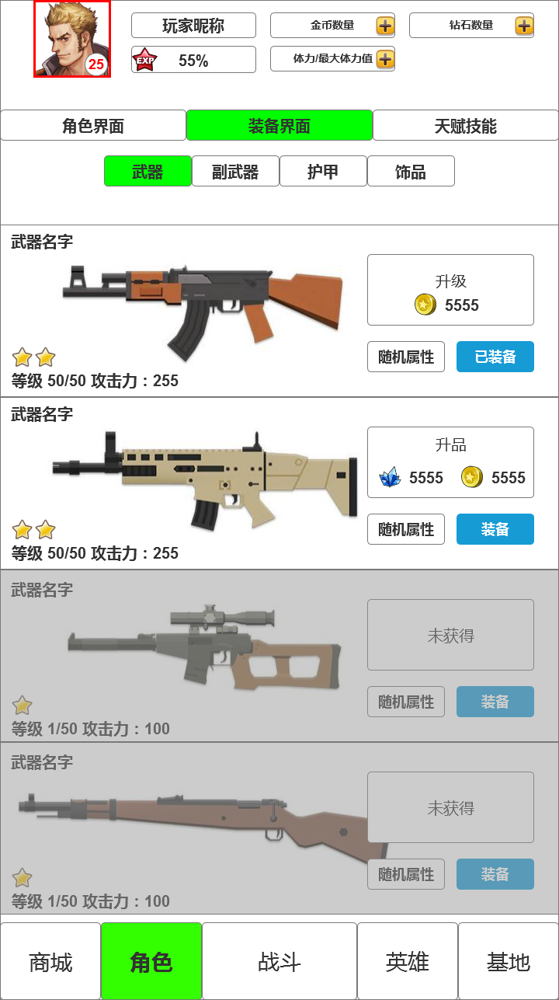 玩家昵称
金币数量
钻石数量
25
EXP
55%
体力/最大体力值
角色界面
装备界面
天赋技能
武器
副武器
护甲
饰品
武器名字
升级
5555
随机属性
已装备
等级 50/50 攻击力：255
武器名字
升品
5555
5555
随机属性
装备
等级 50/50 攻击力：255
武器名字
未获得
随机属性
装备
等级 1/50 攻击力：100
武器名字
未获得
随机属性
装备
等级 1/50 攻击力：100
商城
角色
战斗
英雄
基地